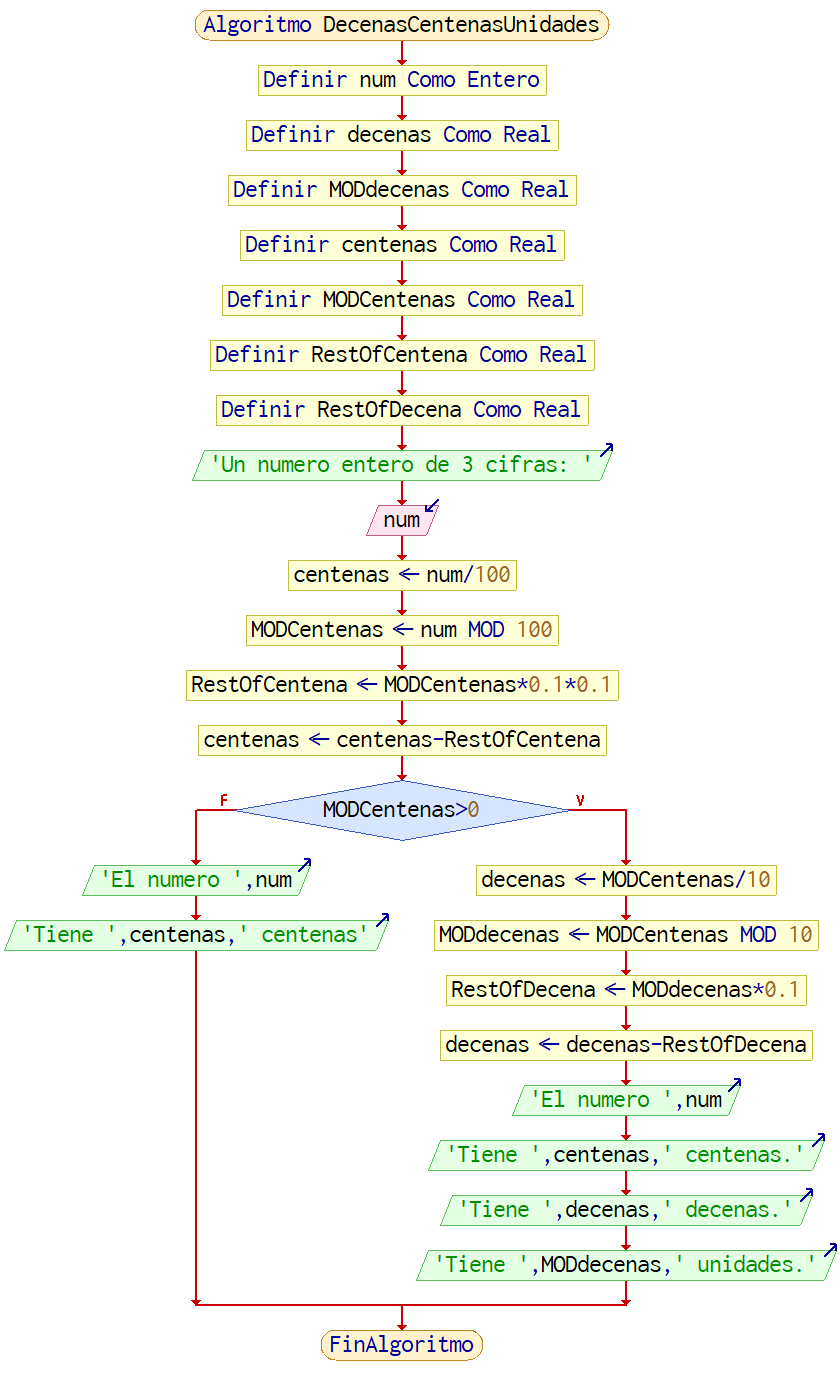 Algoritmo DecenasCentenasUnidades
Definir num Como Entero
Definir decenas Como Real
Definir MODdecenas Como Real
Definir centenas Como Real
Definir MODCentenas Como Real
Definir RestOfCentena Como Real
Definir RestOfDecena Como Real
'Un numero entero de 3 cifras: '
num
centenas ← num/100
MODCentenas ← num MOD 100
RestOfCentena ← MODCentenas*0.1*0.1
centenas ← centenas-RestOfCentena
MODCentenas>0
F
'El numero ',num
'Tiene ',centenas,' centenas'
V
decenas ← MODCentenas/10
MODdecenas ← MODCentenas MOD 10
RestOfDecena ← MODdecenas*0.1
decenas ← decenas-RestOfDecena
'El numero ',num
'Tiene ',centenas,' centenas.'
'Tiene ',decenas,' decenas.'
'Tiene ',MODdecenas,' unidades.'
FinAlgoritmo